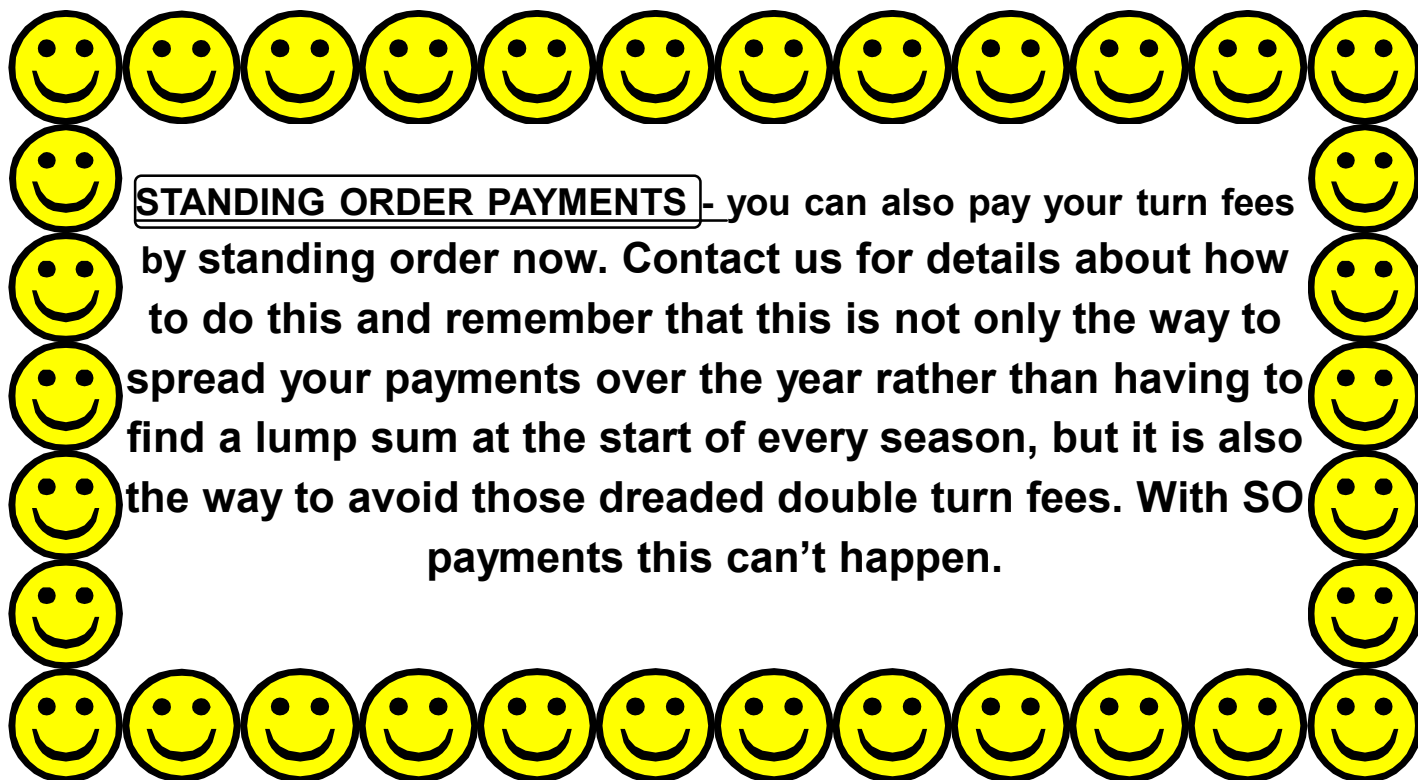 STANDING ORDER PAYMENTS - you can also pay your turn fees
by standing order now. Contact us for details about how
to do this and remember that this is not only the way to
spread your payments over the year rather than having to
find a lump sum at the start of every season, but it is also
the way to avoid those dreaded double turn fees. With SO
payments this can’t happen.